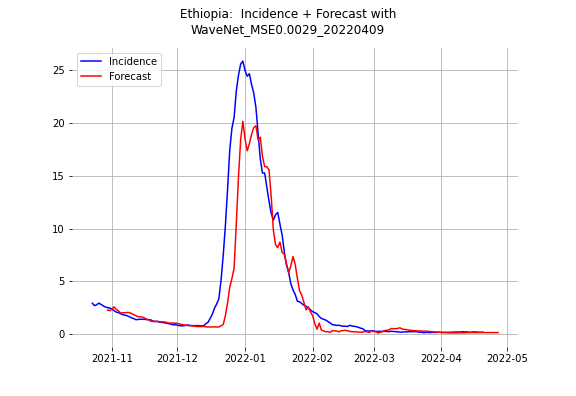 Ethiopia:  Incidence + Forecast with
WaveNet_MSE0.0029_20220409
Incidence
Forecast
25
20
15
10
5
0
2021-11 2021-12 2022-01 2022-02 2022-03 2022-04 2022-05